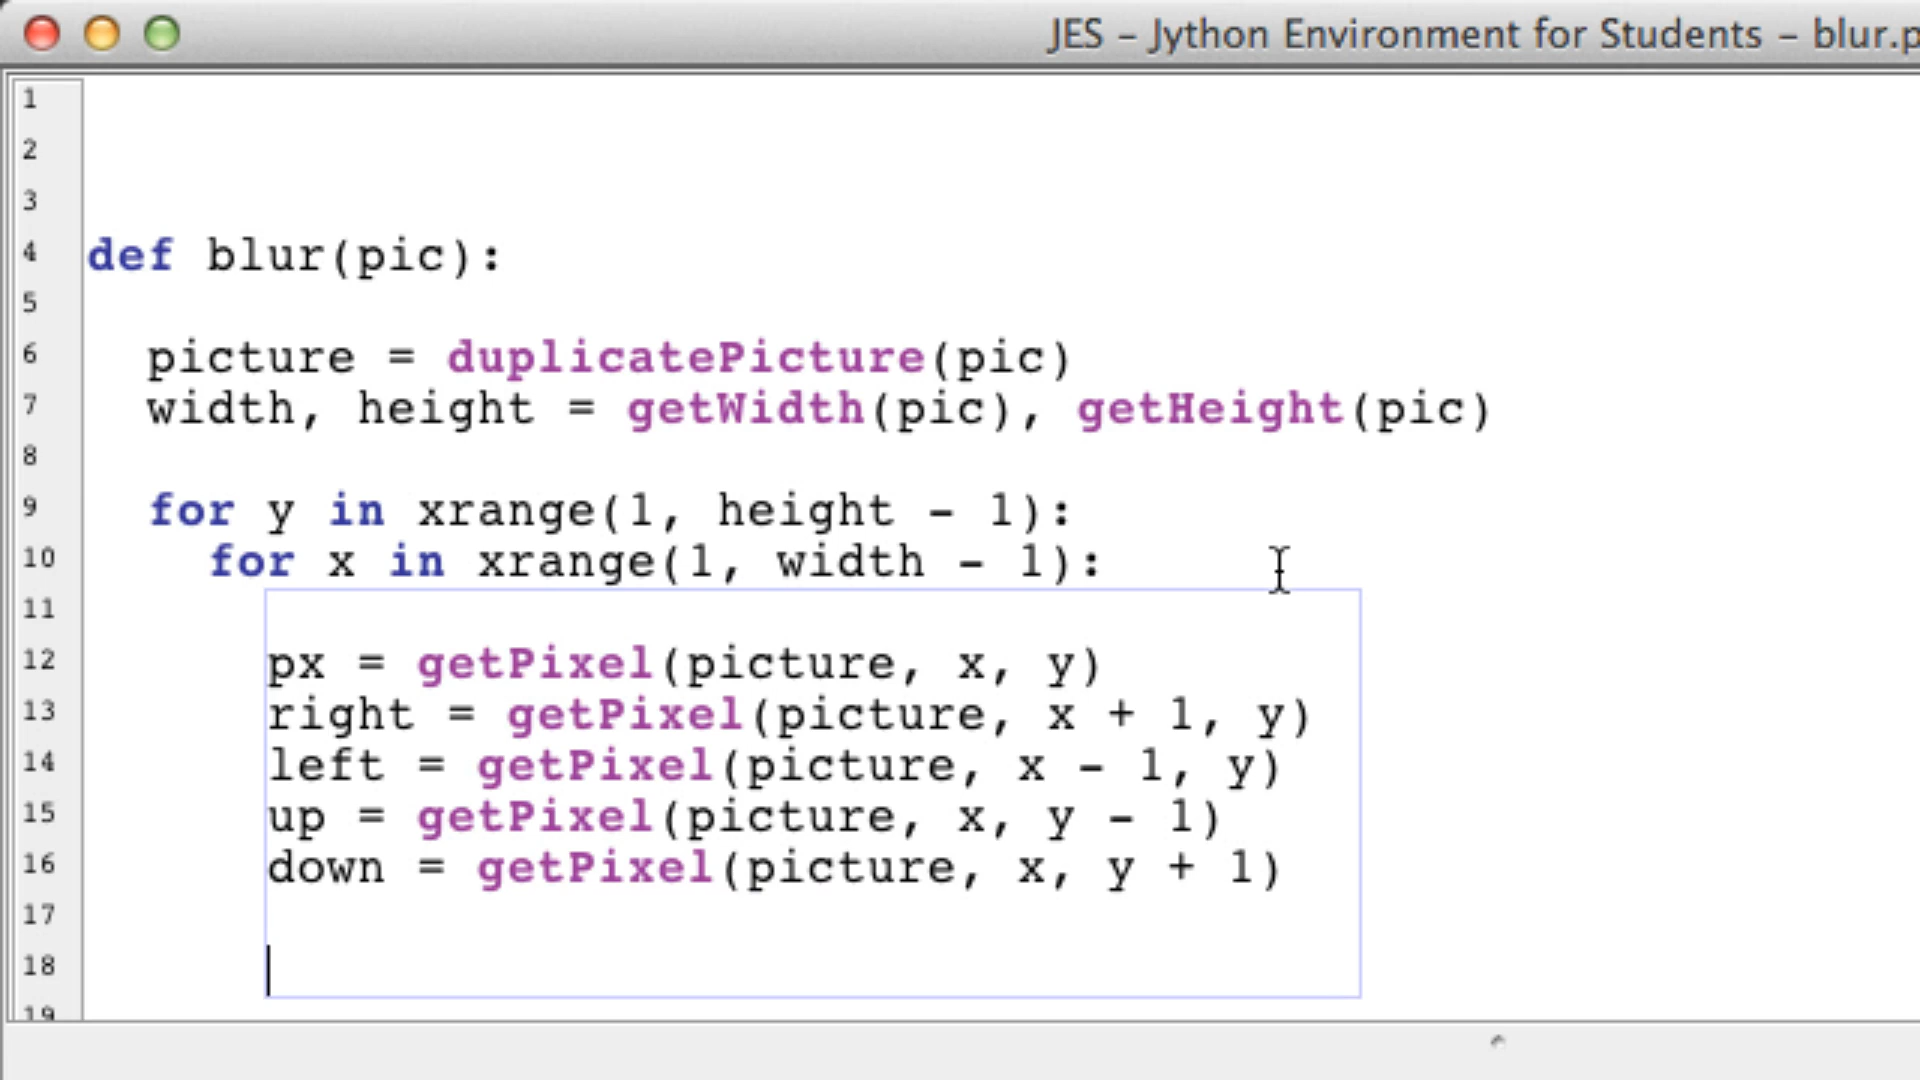 JES – Jython Environment for Students – blur.p
1
2
3
4 def blur(pic):
5
6 picture = duplicatePicture(pic)
7 width, height = getWidth(pic), getHeight(pic)
8
9 for y in xrange(1, height - 1):
10 for x in xrange(1, width - 1):
11
12 px = getPixel(picture, x, y)
13 right = getPixel(picture, x + 1, y)
14 left = getPixel(picture, x - 1, y)
15 up = getPixel(picture, x, y - 1)
16 down = getPixel(picture, x, y + 1)
17
18
19